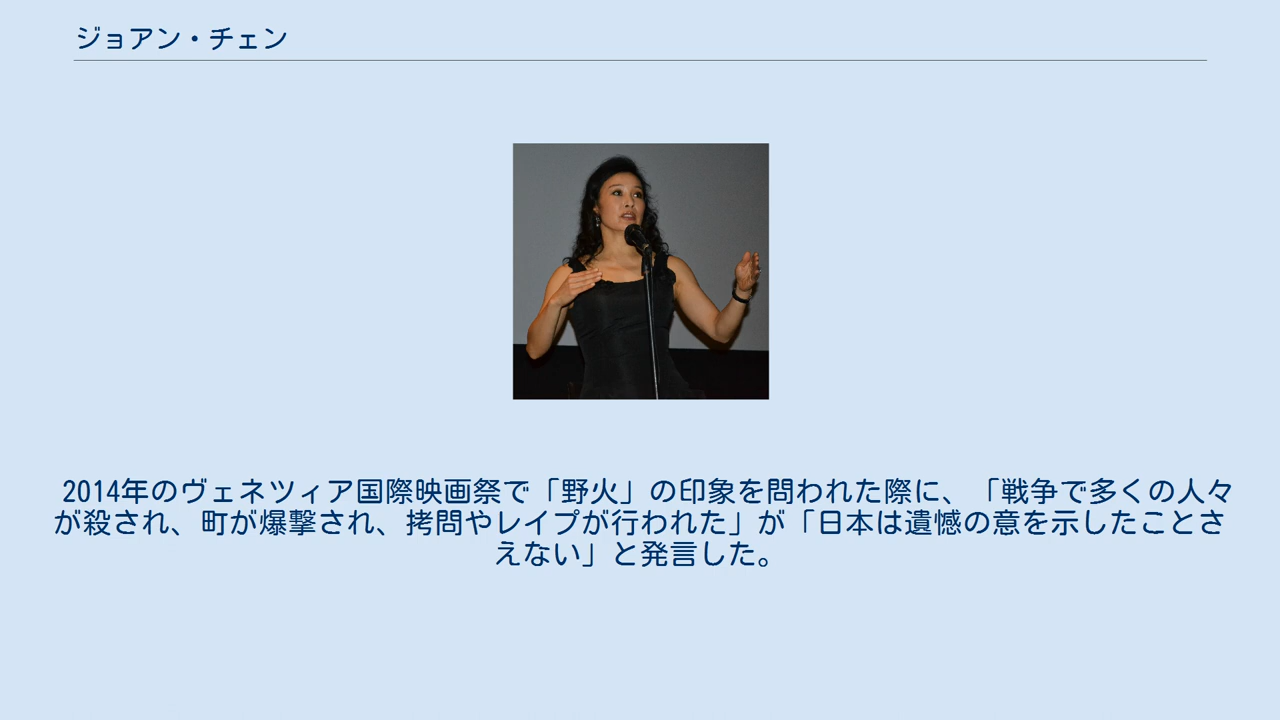 ジョアン・チェン
2014年のヴェネツィア国際映画祭で「野火」の印象を問われた際に、「戦争で多くの人々
が殺され、町が爆撃され、拷問やレイプが行われた」が「日本は遺憾の意を示したことさ
えない」と発言した。